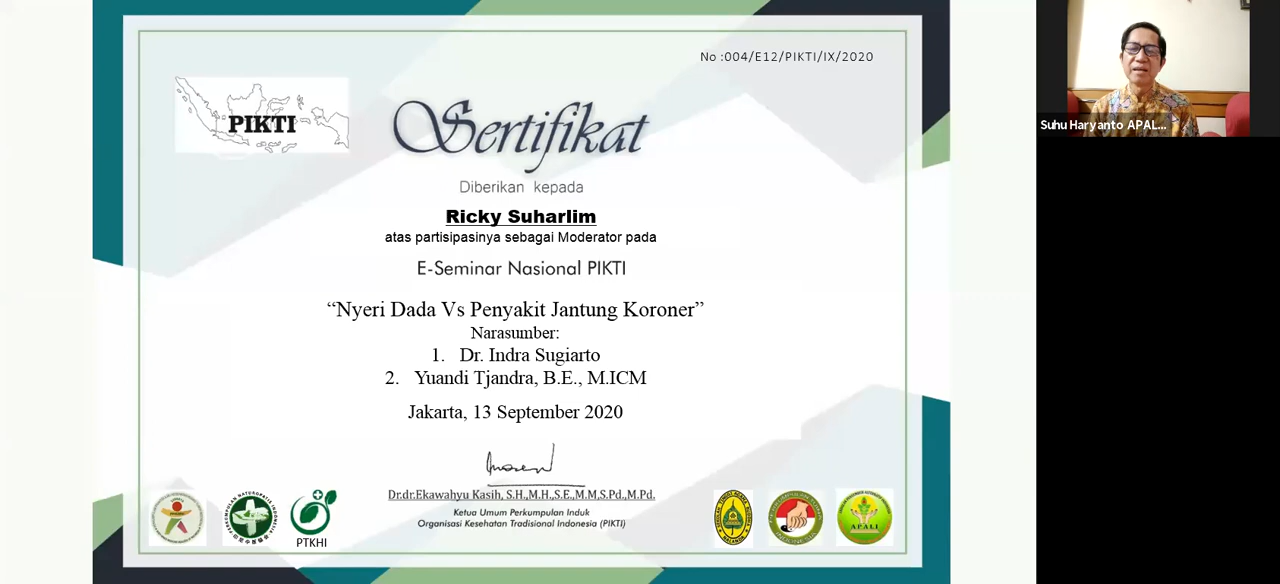 No :004/E12/PIKTI/IX/2020
PIKTI
Sertifikat
Diberikan kepada
Ricky Suharlim
atas partisipasinya sebagai Moderator pada
E-Seminar Nasional PIKTI
“Nyeri Dada Vs Penyakit Jantung Koroner”
Narasumber:
1. Dr. Indra Sugiarto
2. Yuandi Tjandra, B.E., M.ICM
Jakarta, 13 September 2020
Dr.dr.Ekawahyu Kasih, S.H.,M.H.,S.E.,M.M,S.Pd.,M.Pd.
Ketua Umum Perkumpulan Induk
Organisasi Kesehatan Tradisional Indonesia (PIKTI)
PTKHI
APALI
Suhu Haryanto APAL...